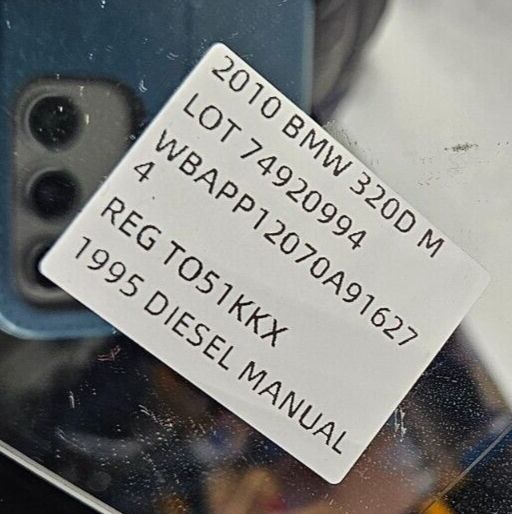 2010 BMW 320D M
LOT 74920994
WBAPP12070A91627
4
REG TO51KKX
1995 DIESEL MANUAL